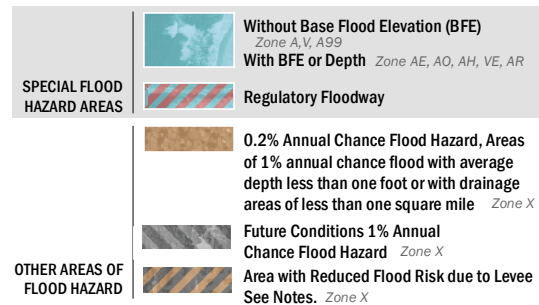 Without Base Flood Elevation (BFE)
Zone A,V, A99
With BFE or Depth Zone AE, AO, AH, VE, AR
SPECIAL FLOOD
HAZARD AREAS
Regulatory Floodway
0.2% Annual Chance Flood Hazard, Areas
of 1% annual chance flood with average
depth less than one foot or with drainage
areas of less than one square mile Zone X
Future Conditions 1% Annual
Chance Flood Hazard Zone X
OTHER AREAS OF
FLOOD HAZARD
Area with Reduced Flood Risk due to Levee
See Notes. Zone X